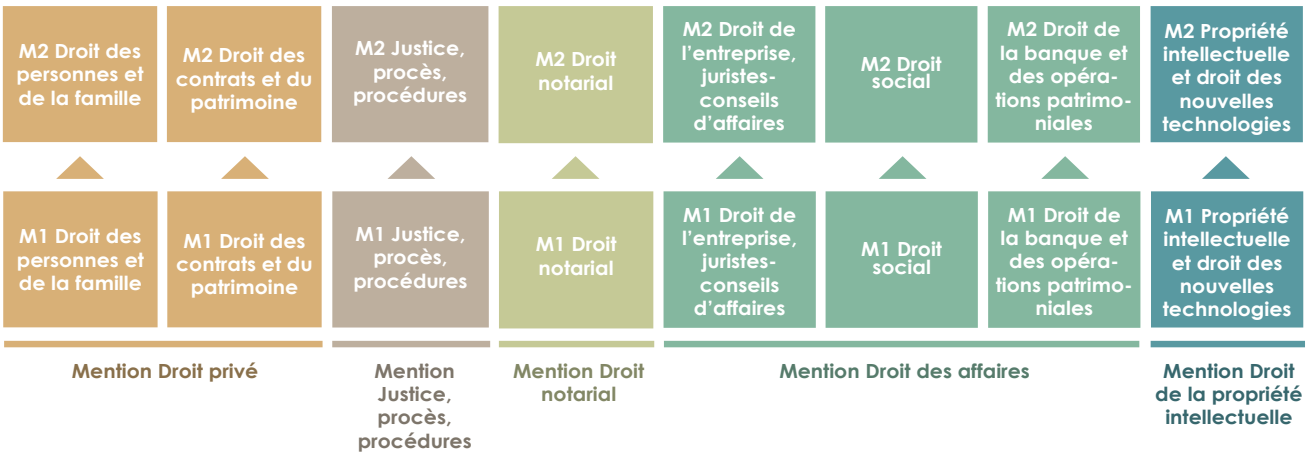 M2 Droit des
personnes et
de la famille
M2 Droit des
contrats et du
patrimoine
M2 Justice,
procès,
procédures
M2 Droit
notarial
M2 Droit de
l’entreprise,
juristes-
conseils
d’affaires
M2 Droit
social
M2 Droit de
la banque et
des opéra-
tions patrimo-
niales
M2 Propriété
intellectuelle
et droit des
nouvelles
technologies
M1 Droit des
personnes et
de la famille
M1 Droit des
contrats et du
patrimoine
M1 Justice,
procès,
procédures
M1 Droit
notarial
M1 Droit de
l’entreprise,
juristes-
conseils
d’affaires
M1 Droit
social
M1 Droit de
la banque et
des opéra-
tions patrimo-
niales
M1 Propriété
intellectuelle
et droit des
nouvelles
technologies
Mention Droit privé
Mention
Justice,
procès,
procédures
Mention Droit
notarial
Mention Droit des affaires
Mention Droit
de la propriété
intellectuelle